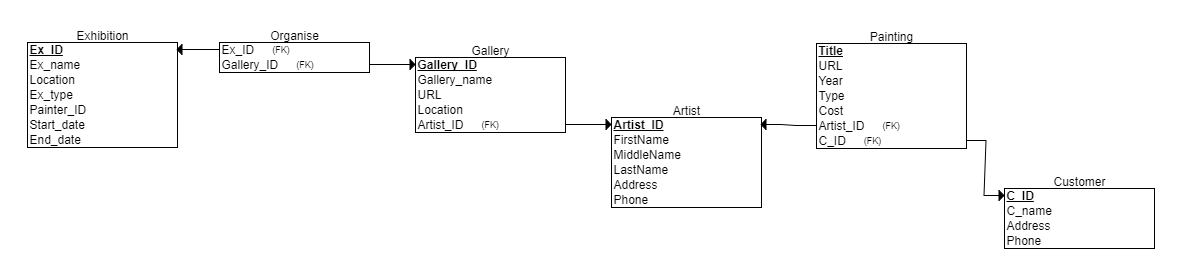 Exhibition
Ex_ID
Ex_name
Location
Ex_type
Painter_ID
Start_date
End_date
Organise
Ex_ID (FK)
Gallery_ID (FK)
Gallery
Gallery_ID
Gallery_name
URL
Location
Artist_ID (FK)
Artist
Artist_ID
FirstName
MiddleName
LastName
Address
Phone
Painting
Title
URL
Year
Type
Cost
Artist_ID (FK)
C_ID (FK)
Customer
C_ID
C_name
Address
Phone